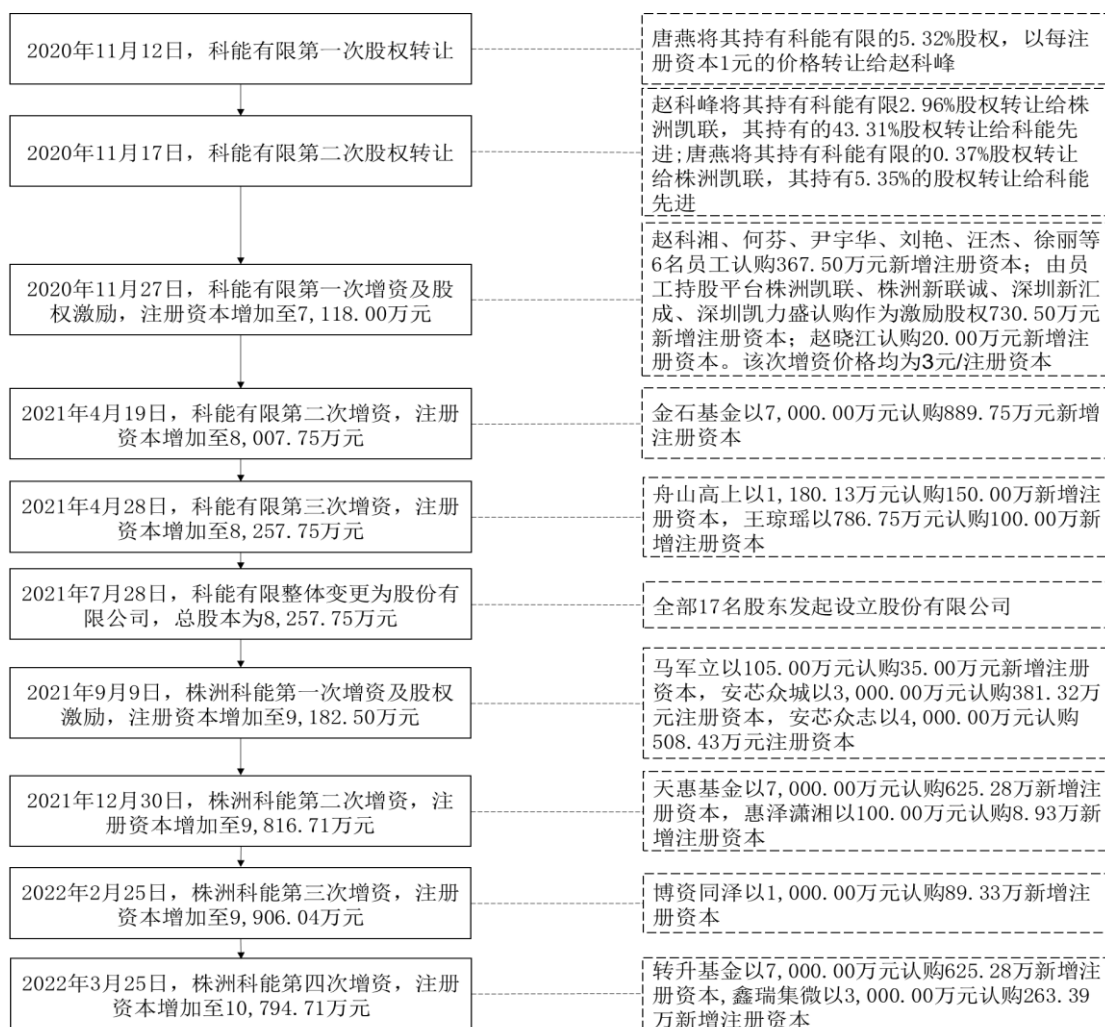 2020年11月12日，科能有限第一次股权转让
唐燕将其持有科能有限的5.32%股权，以每注
册资本1元的价格转让给赵科峰
2020年11月17日，科能有限第二次股权转让
赵科峰将其持有科能有限2.96%股权转让给株
洲凯联，其持有的43.31%股权转让给科能先
进;唐燕将其持有科能有限的0.37%股权转让
给株洲凯联，其持有5.35%的股权转让给科能
先进
2020年11月27日，科能有限第一次增资及股
权激励，注册资本增加至7,118.00万元
赵科湘、何芬、尹宇华、刘艳、汪杰、徐丽等
6名员工认购367.50万元新增注册资本；由员
工持股平台株洲凯联、株洲新联诚、深圳新汇
成、深圳凯力盛认购作为激励股权730.50万元
新增注册资本；赵晓江认购20.00万元新增注
册资本。该次增资价格均为3元/注册资本
2021年4月19日，科能有限第二次增资，注册
资本增加至8,007.75万元
金石基金以7,000.00万元认购889.75万元新增
注册资本
2021年4月28日，科能有限第三次增资，注册
资本增加至8,257.75万元
舟山高上以1,180.13万元认购150.00万新增注
册资本，王琼瑶以786.75万元认购100.00万新
增注册资本
2021年7月28日，科能有限整体变更为股份有
限公司，总股本为8,257.75万元
全部17名股东发起设立股份有限公司
2021年9月9日，株洲科能第一次增资及股权
激励，注册资本增加至9,182.50万元
马军立以105.00万元认购35.00万元新增注册
资本，安芯众城以3,000.00万元认购381.32万
元注册资本，安芯众志以4,000.00万元认购
508.43万元注册资本
2021年12月30日，株洲科能第二次增资，注
册资本增加至9,816.71万元
天惠基金以7,000.00万元认购625.28万新增注
册资本，惠泽潇湘以100.00万元认购8.93万新
增注册资本
2022年2月25日，株洲科能第三次增资，注册
资本增加至9,906.04万元
博资同泽以1,000.00万元认购89.33万新增注
册资本
2022年3月25日，株洲科能第四次增资，注册
资本增加至10,794.71万元
转升基金以7,000.00万元认购625.28万新增注
册资本,鑫瑞集微以3,000.00万元认购263.39
万新增注册资本